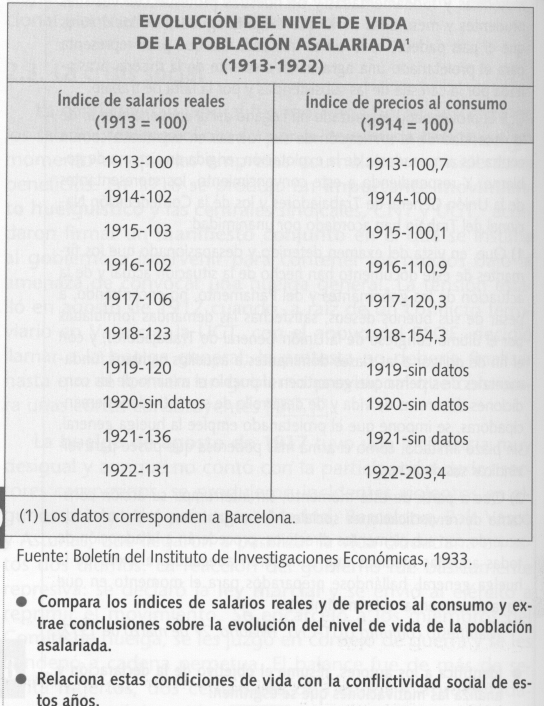 EVOLUCIÓN DEL NIVEL DE VIDA
DE LA POBLACIÓN ASALARIADA¹
(1913-1922)
Índice de salarios reales
(1913 = 100)
Índice de precios al consumo
(1914 = 100)
1913-100 1913-100,7
1914-102 1914-100
1915-103 1915-100,1
1916-102 1916-110,9
1917-106 1917-120,3
1918-123 1918-154,3
1919-120 1919-sin datos
1920-sin datos 1920-sin datos
1921-136 1921-sin datos
1922-131 1922-203,4
(1) Los datos corresponden a Barcelona.
Fuente: Boletín del Instituto de Investigaciones Económicas, 1933.
● Compara los índices de salarios reales y de precios al consumo y ex-
trae conclusiones sobre la evolución del nivel de vida de la población
asalariada.
● Relaciona estas condiciones de vida con la conflictividad social de es-
tos años.